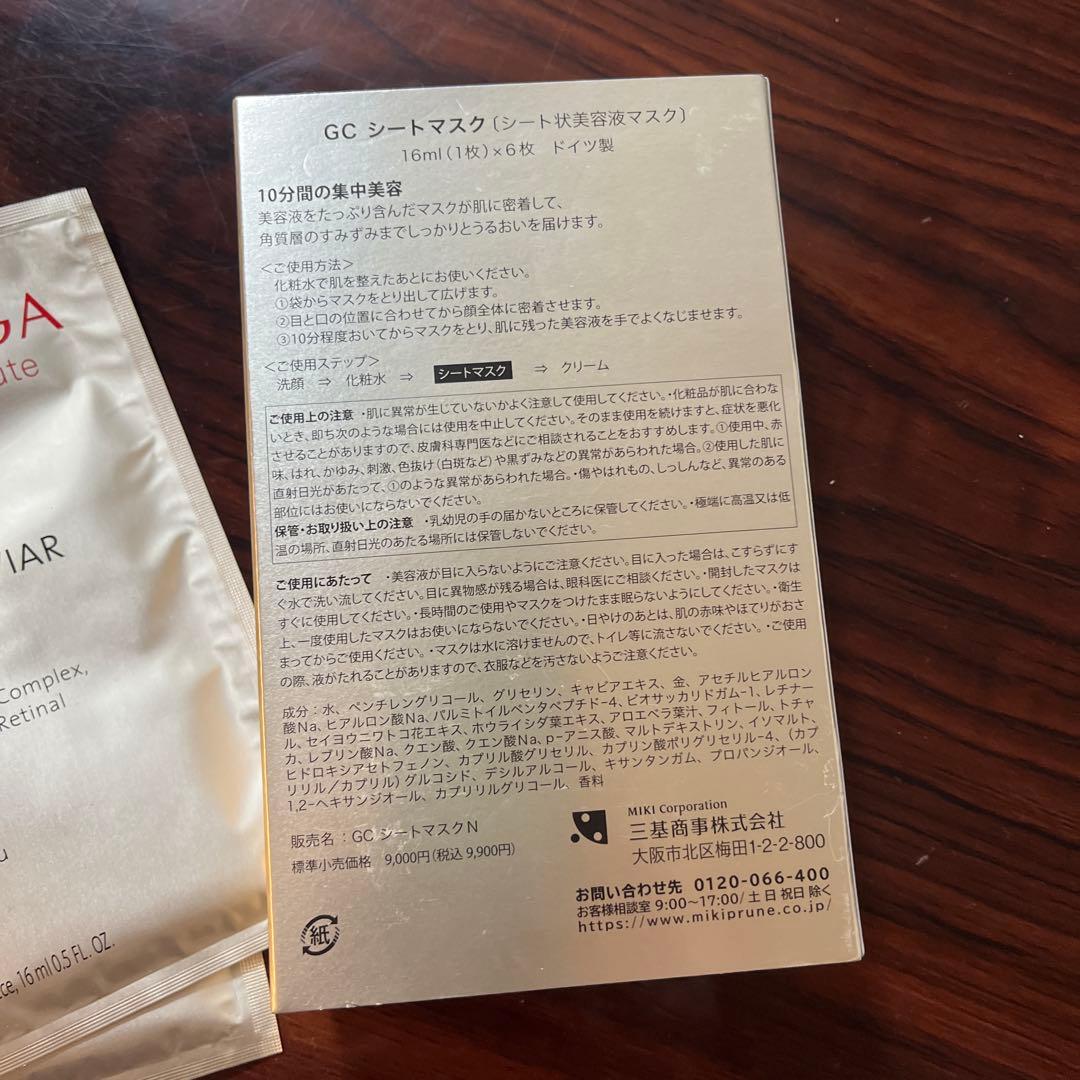 GC シートマスク〔シート状美容液マスク〕
16ml（1枚）×6枚　ドイツ製
10分間の集中美容
美容液をたっぷり含んだマスクが肌に密着して、
角質層のすみずみまでしっかりとうるおいを届けます。
＜ご使用方法＞
化粧水で肌を整えたあとにお使いください。
①袋からマスクをとり出して広げます。
②目と口の位置に合わせてから顔全体に密着させます。
③10分程度おいてからマスクをとり、肌に残った美容液を手でよくなじませます。
＜ご使用ステップ＞
洗顔 ⇒ 化粧水 ⇒ シートマスク ⇒ クリーム
ご使用上の注意 ・肌に異常が生じていないかよく注意して使用してください。・化粧品が肌に合わな
いとき、即ち次のような場合には使用を中止してください。そのまま使用を続けますと、症状を悪化
させることがありますので、皮膚科専門医などにご相談されることをおすすめします。①使用中、赤
味、はれ、かゆみ、刺激、色抜け（白斑など）や黒ずみなどの異常があらわれた場合。②使用した肌に
直射日光があたって、①のような異常があらわれた場合。・傷やはれもの、しっしんなど、異常のある
部位にはお使いにならないでください。
保管・お取り扱い上の注意 ・乳幼児の手の届かないところに保管してください。・極端に高温又は低
温の場所、直射日光のあたる場所には保管しないでください。
ご使用にあたって ・美容液が目に入らないようにご注意ください。目に入った場合は、こすらずにす
ぐ水で洗い流してください。目に異物感が残る場合は、眼科医にご相談ください。・開封したマスクは
すぐに使用してください。・長時間のご使用やマスクをつけたまま眠らないようにしてください。・衛生
上、一度使用したマスクはお使いにならないでください。・日やけのあとは、肌の赤味やほてりがおさ
まってからご使用ください。・マスクは水に溶けませんので、トイレ等に流さないでください。・ご使用
の際、液がたれることがありますので、衣服などを汚さないようご注意ください。
成分：水、ペンチレングリコール、グリセリン、キャビアエキス、金、アセチルヒアルロン
酸Na、ヒアルロン酸Na、パルミトイルペンタペプチド-4、ビオサッカリドガム-1、レチナー
ル、セイヨウニワトコ花エキス、ホウライシダ葉エキス、アロエベラ葉汁、フィトール、トチャ
カ、レブリン酸Na、クエン酸、クエン酸Na、p-アニス酸、マルトデキストリン、イソマルト、
ヒドロキシアセトフェノン、カプリル酸グリセリル、カプリン酸ポリグリセリル-4、（カプ
リリル／カプリル）グルコシド、デシルアルコール、キサンタンガム、プロパンジオール、
1,2-ヘキサンジオール、カプリリルグリコール、香料
販売名：GC シートマスクN
標準小売価格　9,000円（税込 9,900円）
MIKI Corporation
三基商事株式会社
大阪市北区梅田1-2-2-800
お問い合わせ先 0120-066-400
お客様相談室 9:00〜17:00/ 土 日 祝日 除く
https://www.mikiprune.co.jp/
紙
GA
ute
VIAR
Complex,
Retinal
u
ce, 16 ml 0.5 FL. OZ.